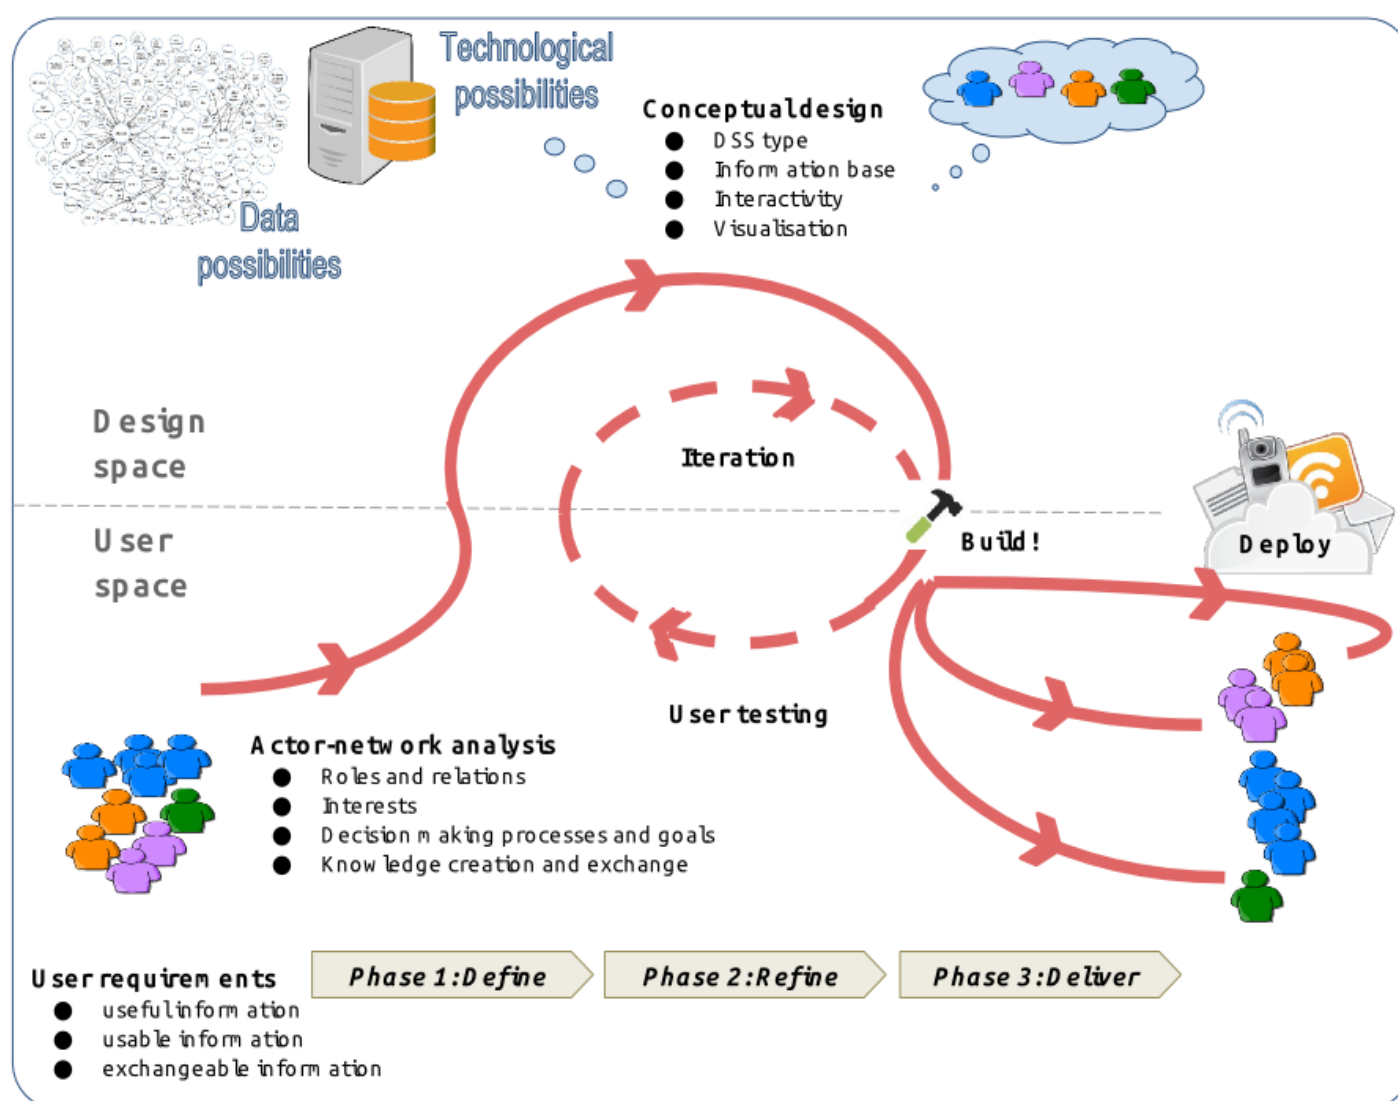 Technological
possibilities
Data
possibilities
Conceptual design
● DSS type
● Information base
● Interactivity
● Visualisation
Design
space
Iteration
User
space
Build!
Deploy
User testing
Actor-network analysis
● Roles and relations
● Interests
● Decision making processes and goals
● Knowledge creation and exchange
User requirements
● useful information
● usable information
● exchangeable information
Phase 1: Define
Phase 2: Refine
Phase 3: Deliver